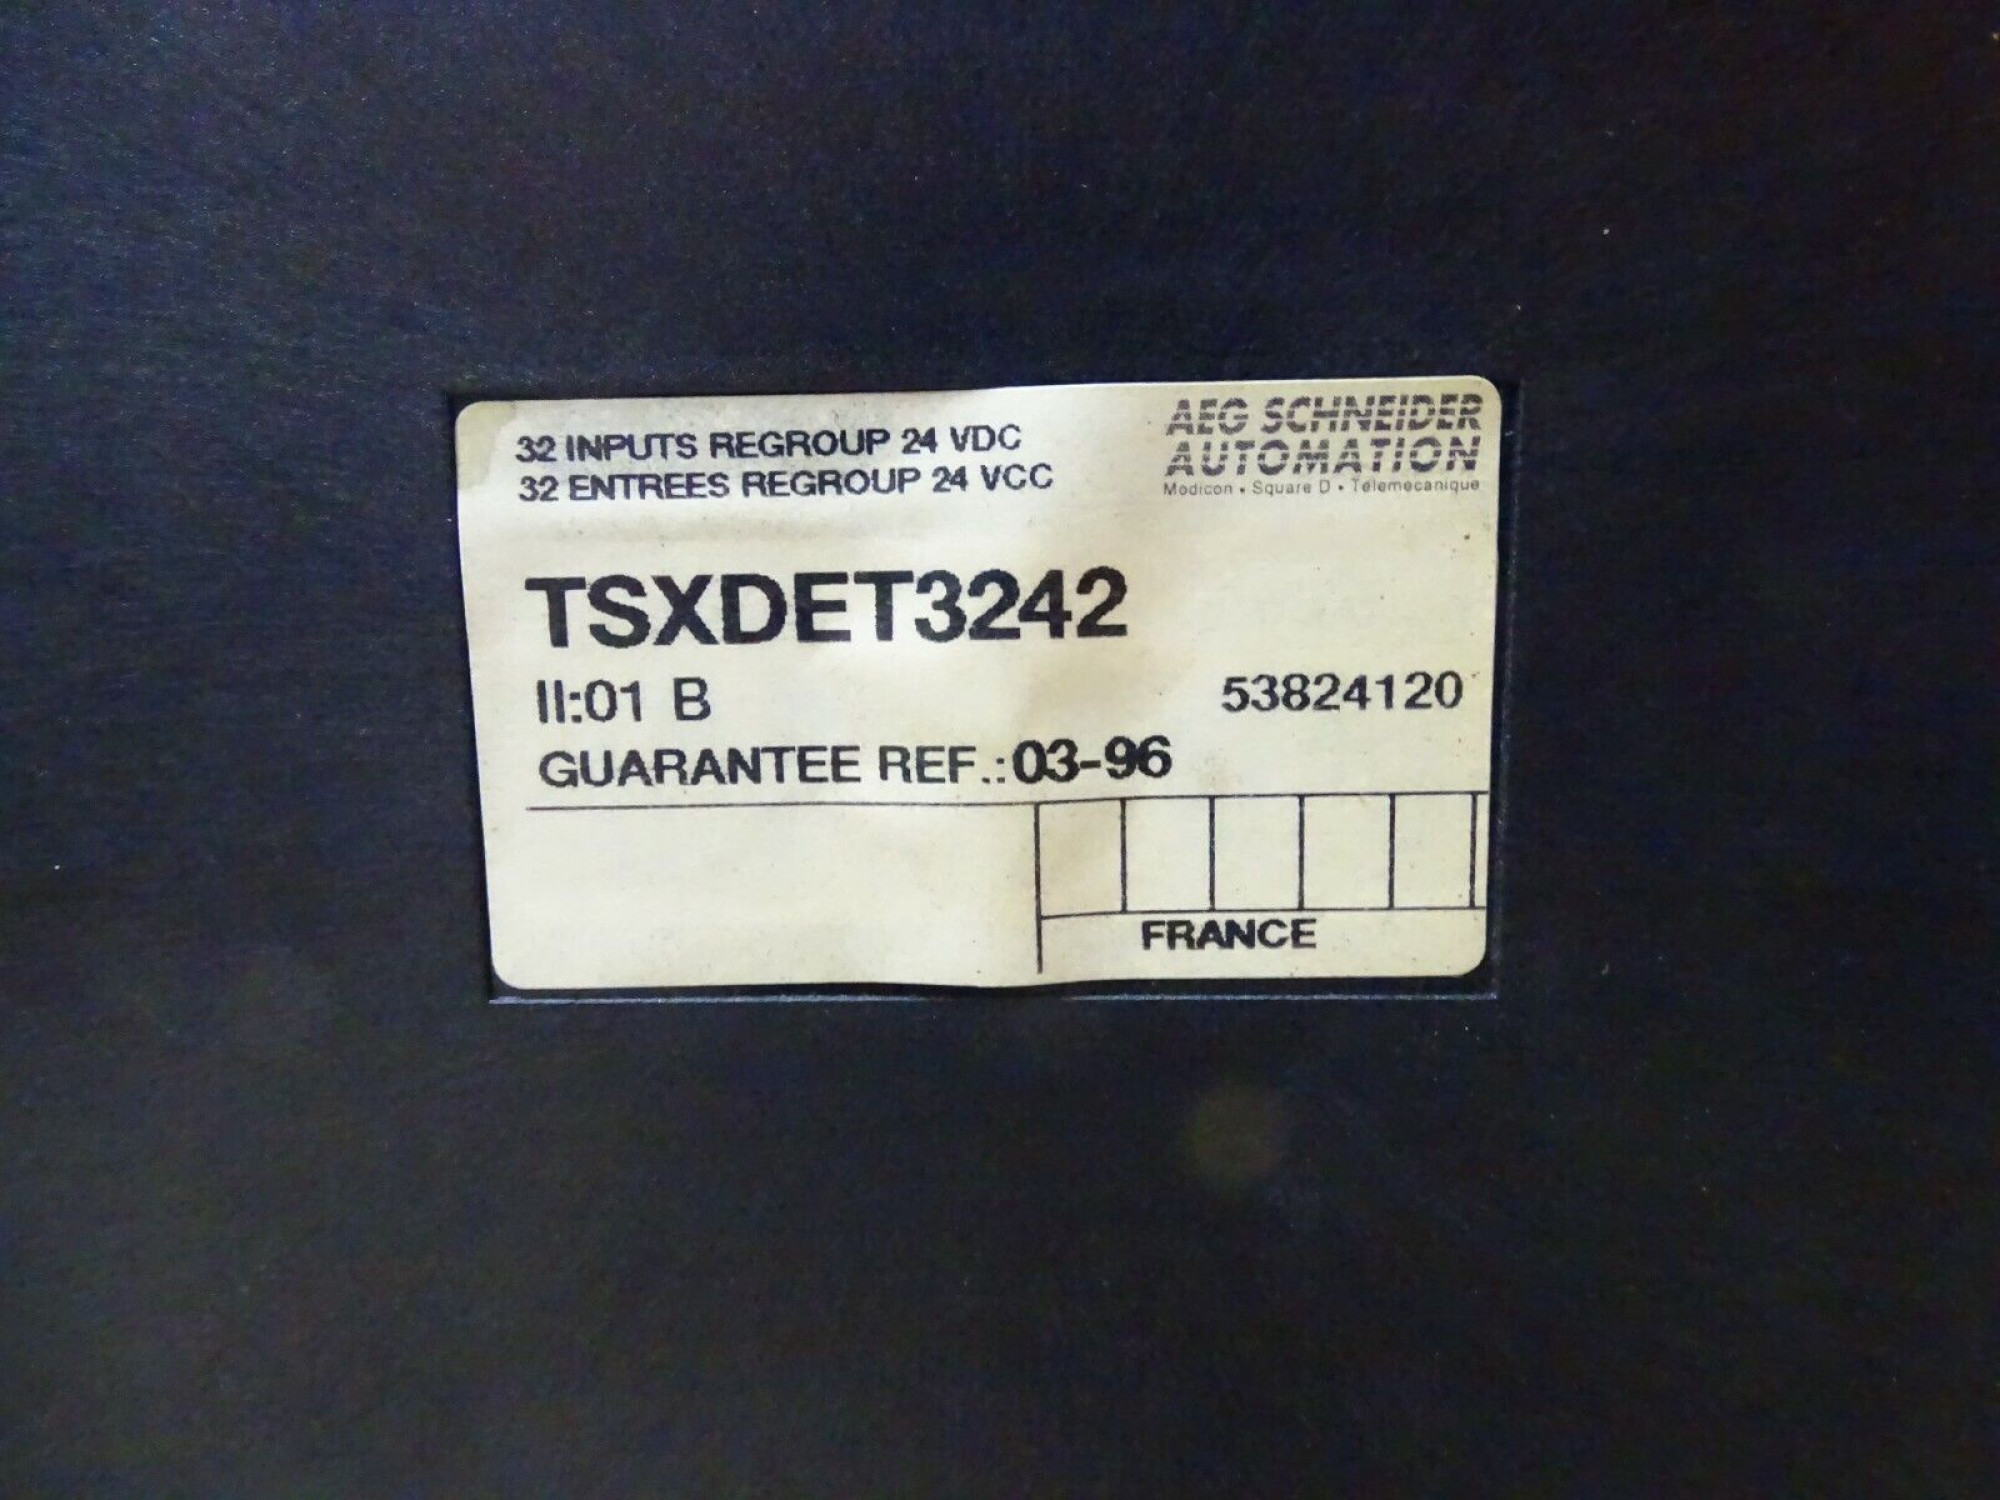 32 INPUTS REGROUP 24 VDC
32 ENTREES REGROUP 24 VCC
AEG SCHNEIDER
AUTOMATION
Modicon • Square D • Telemecanique
TSXDET3242
II:01 B
53824120
GUARANTEE REF.:03-96
FRANCE